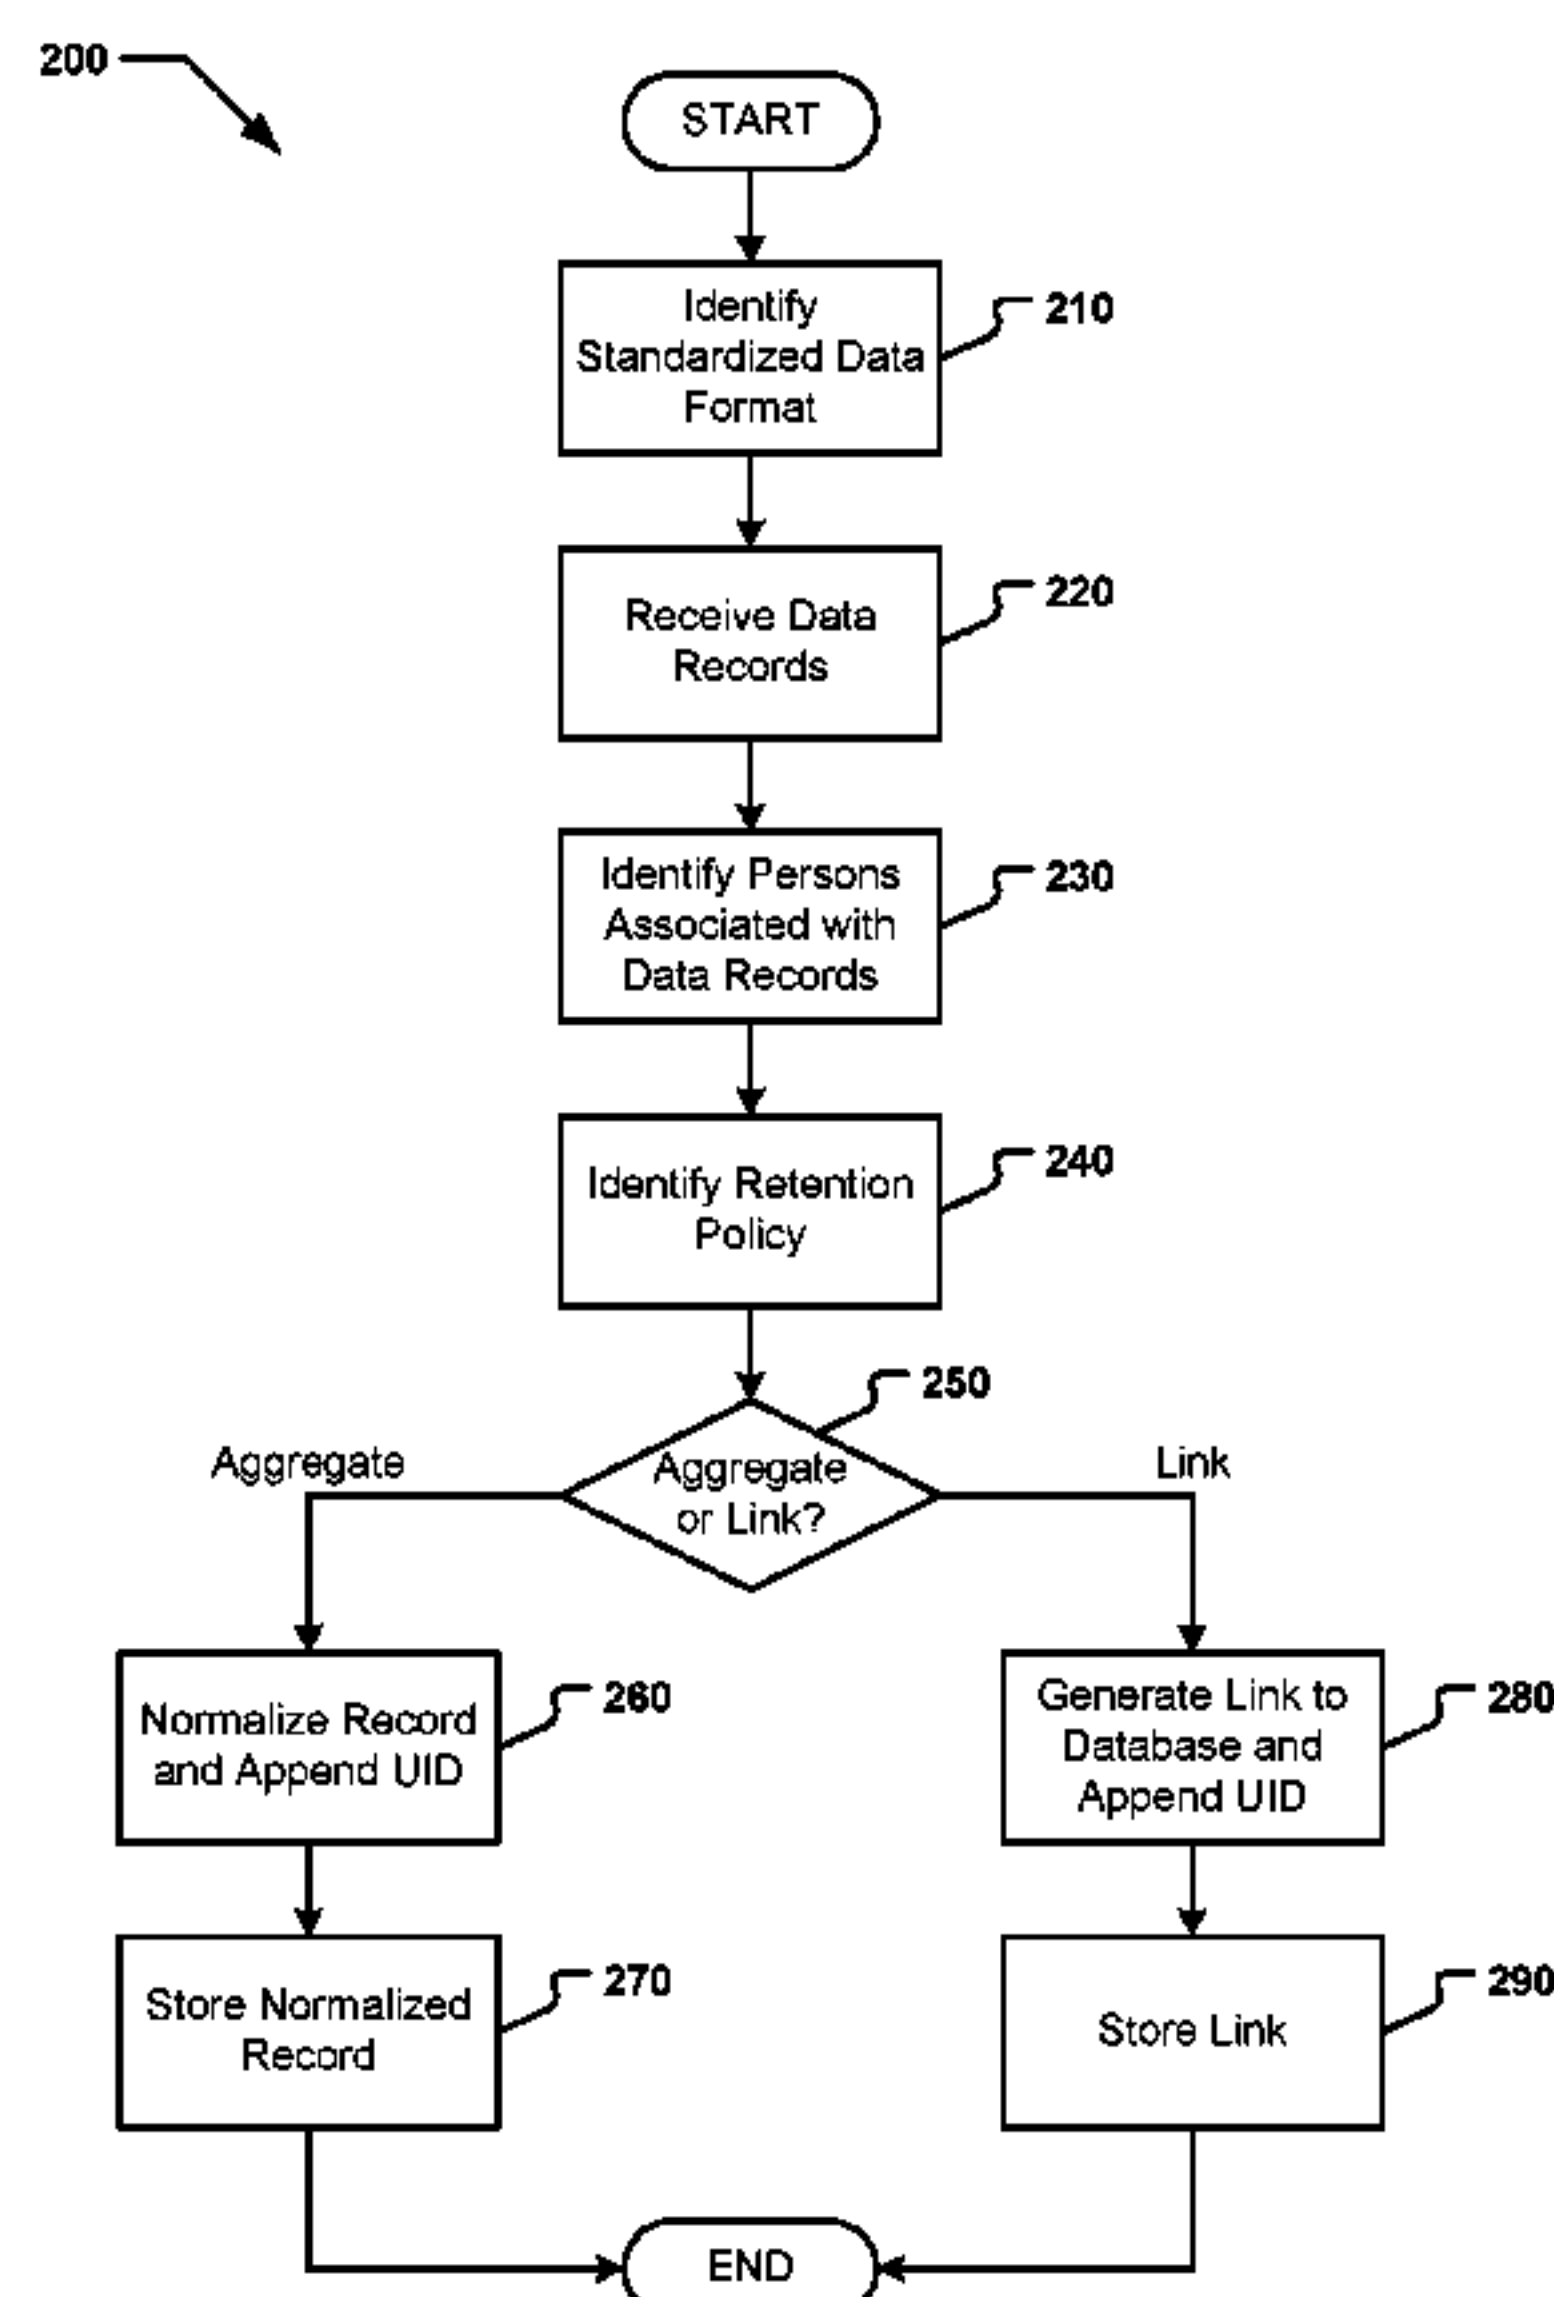 200
START
Identify
Standardized Data
Format
210
Receive Data
Records
220
Identify Persons
Associated with
Data Records
230
Identify Retention
Policy
240
250
Aggregate
or Link?
Aggregate
Link
Normalize Record
and Append UID
260
Generate Link to
Database and
Append UID
280
Store Normalized
Record
270
Store Link
290
END